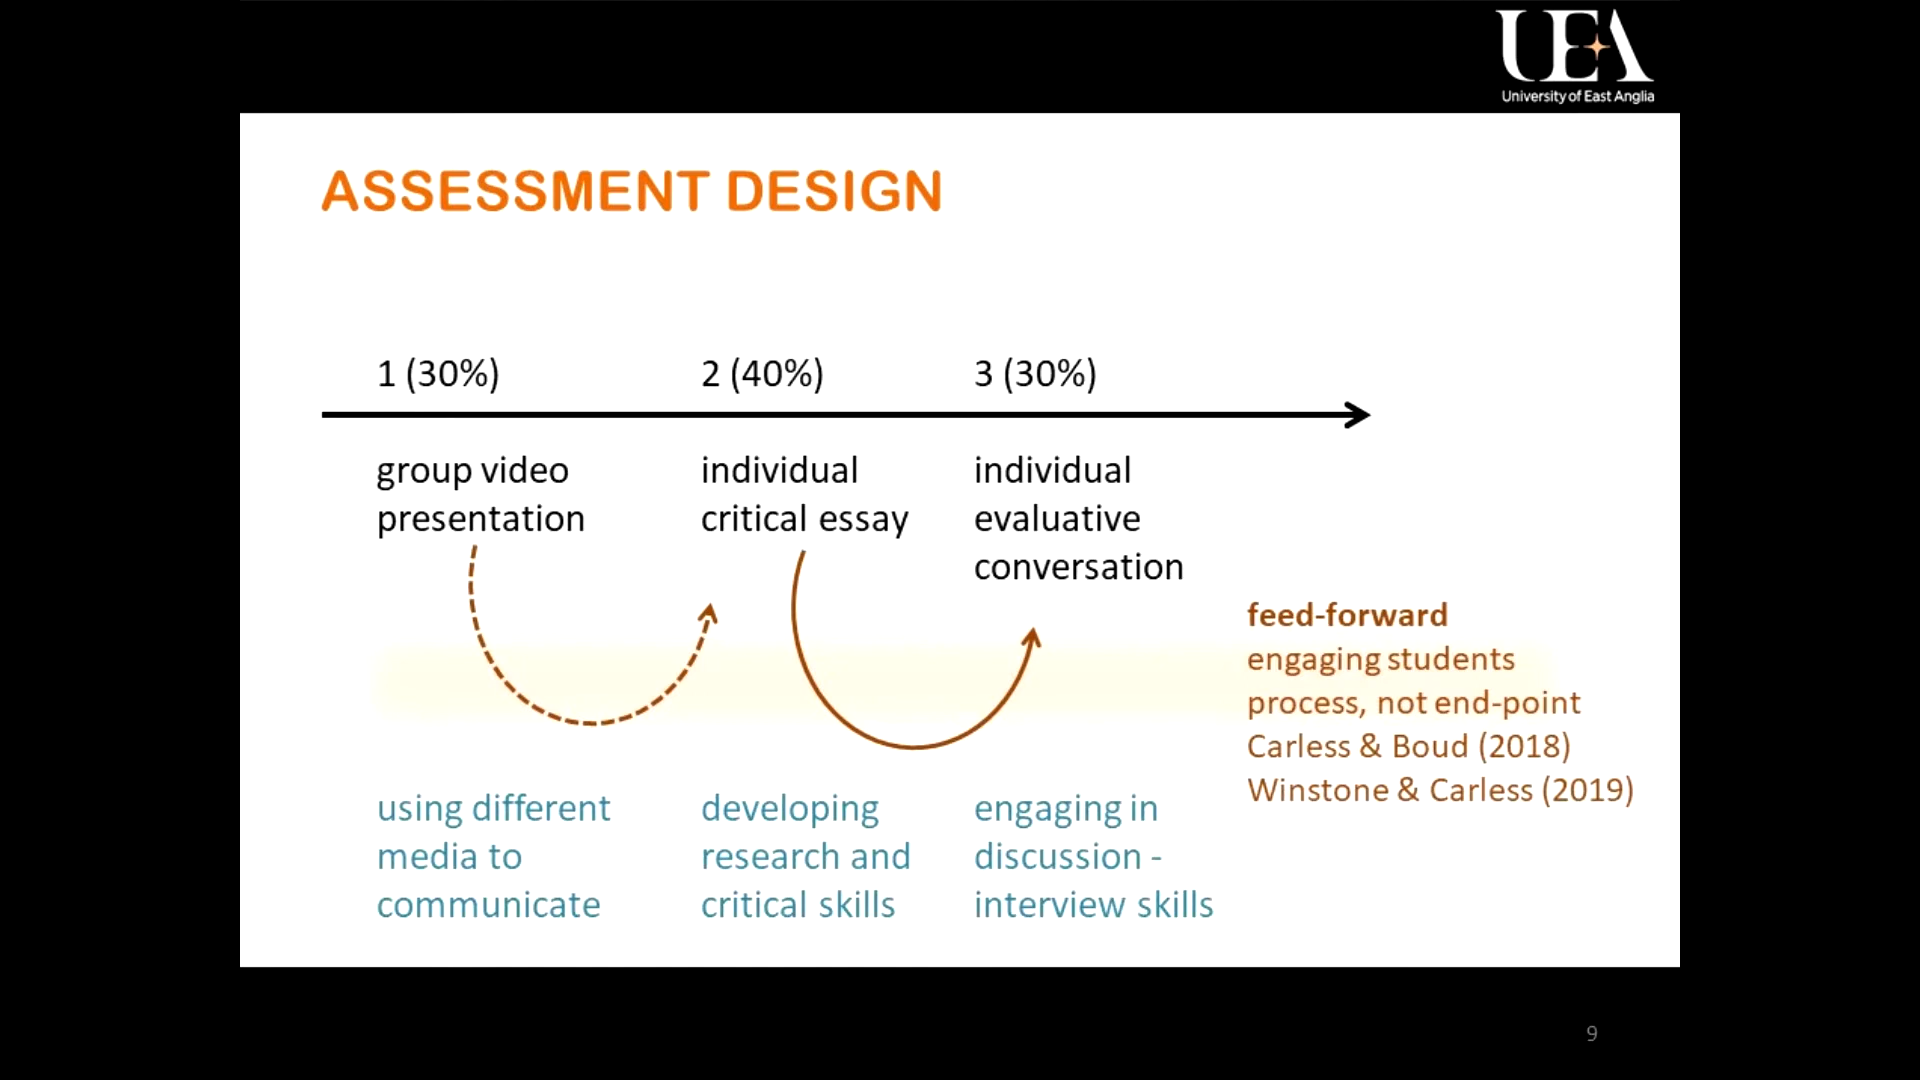 UEA
University of East Anglia
ASSESSMENT DESIGN
1 (30%)
2 (40%)
3 (30%)
group video
presentation
individual
critical essay
individual
evaluative
conversation
feed-forward
engaging students
process, not end-point
Carless & Boud (2018)
Winstone & Carless (2019)
using different
media to
communicate
developing
research and
critical skills
engaging in
discussion -
interview skills
9